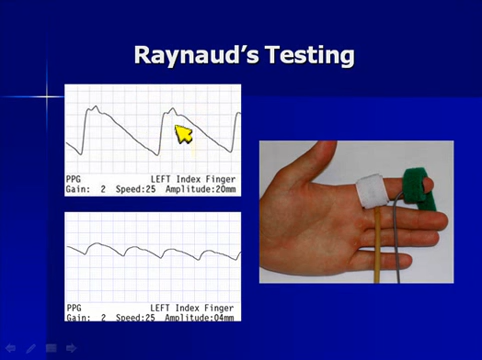 Raynaud's Testing
PPG LEFT Index Finger
Gain: 2 Speed:25 Amplitude:20mm
PPG LEFT Index Finger
Gain: 2 Speed:25 Amplitude:04mm